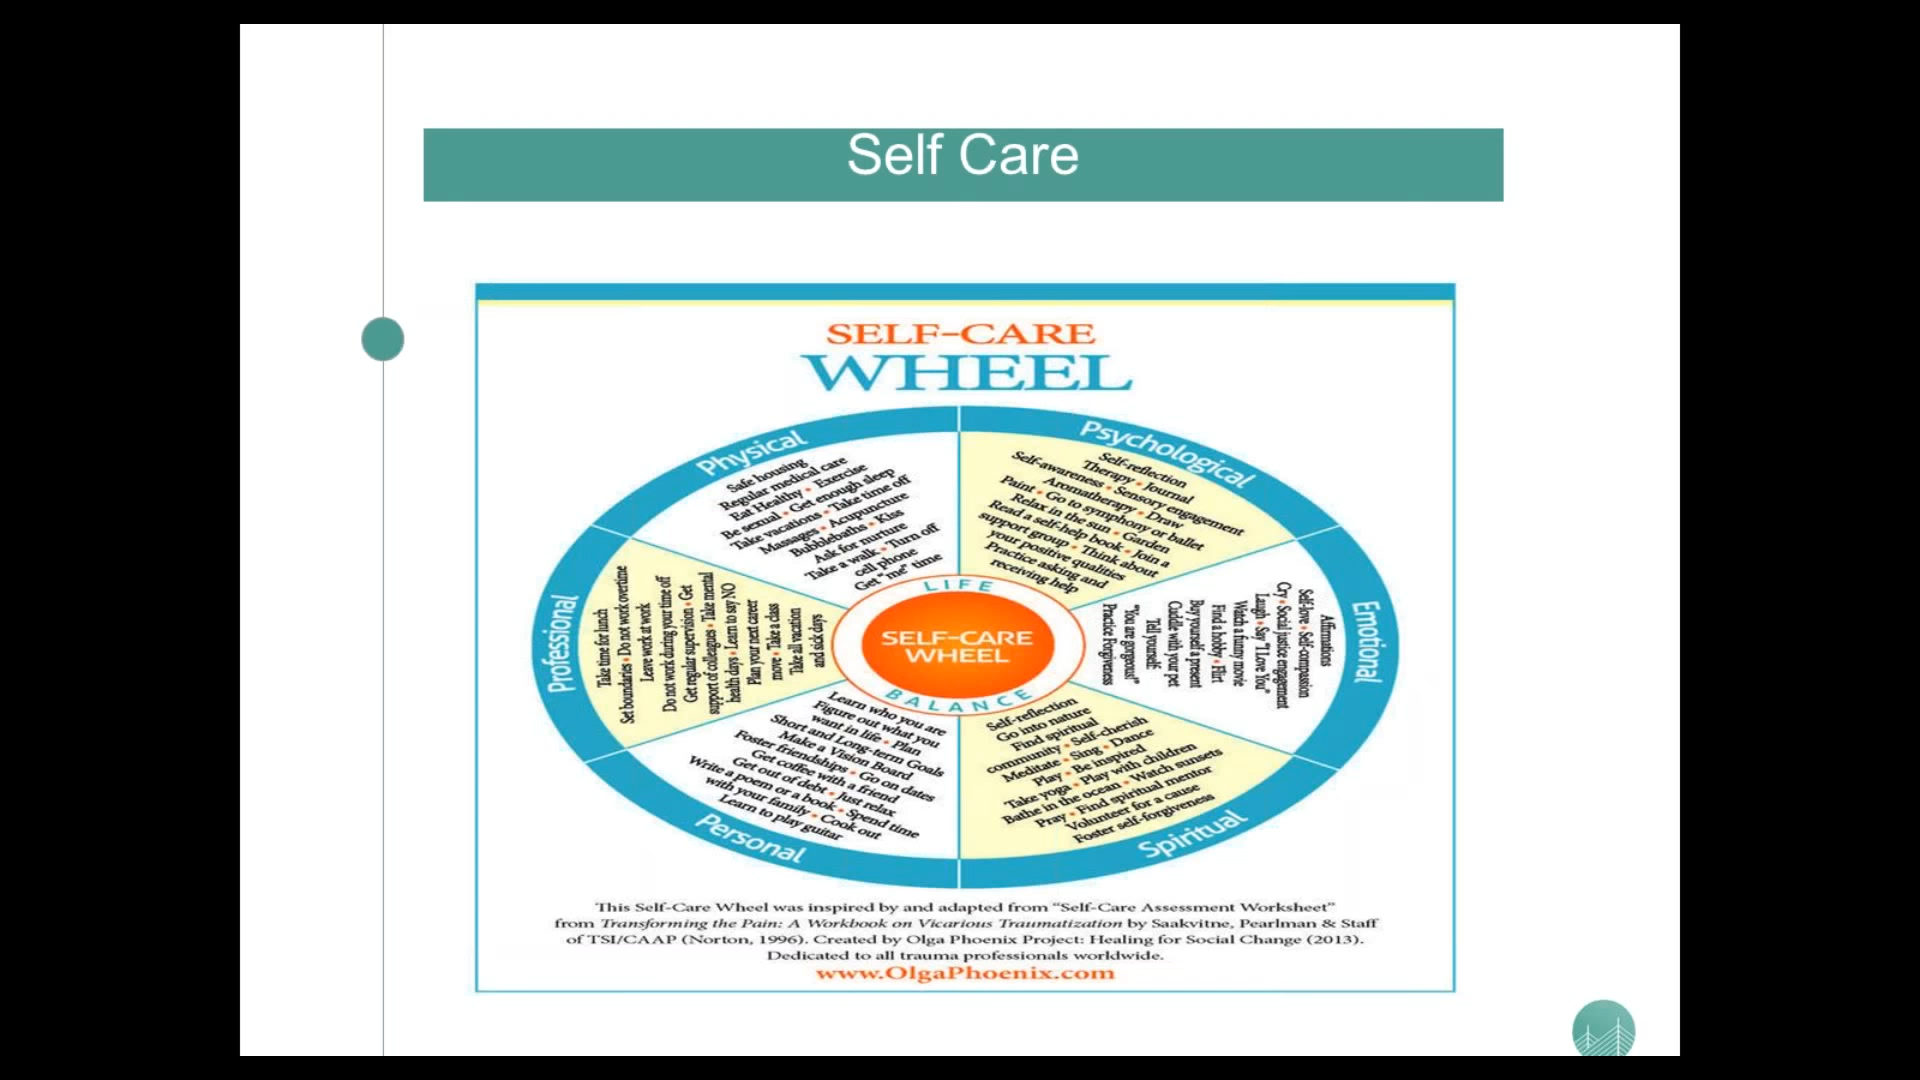 Self Care
SELF-CARE
WHEEL
Physical
Safe housing
Regular medical care
Eat Healthy • Exercise
Be sexual • Get enough sleep
Take vacations • Take time off
Massages • Acupuncture
Bubblebaths • Kiss
Ask for nurture
Take a walk • Turn off
cell phone
Get "me" time
Psychological
Self-reflection
Therapy • Journal
Self-awareness • Sensory engagement
Aromatherapy • Draw
Paint • Go to symphony or ballet
Relax in the sun • Garden
Read a self-help book • Join a
support group • Think about
your positive qualities
Practice asking and
receiving help
Emotional
Affirmations
Self-love • Self-compassion
Cry • Social justice engagement
Laugh • Say "I Love You"
Watch a funny movie
Find a hobby • Flirt
Buy yourself a present
Cuddle with your pet
Tell yourself
"You are gorgeous!"
Practice Forgiveness
Spiritual
Self-reflection
Go into nature
Find spiritual
community • Self-cherish
Meditate • Sing • Dance
Play • Be inspired
Take yoga • Play with children
Bathe in the ocean • Watch sunsets
Pray • Find spiritual mentor
Volunteer for a cause
Foster self-forgiveness
Personal
Learn who you are
Figure out what you
want in life • Plan
Short and Long-term Goals
Make a Vision Board
Foster friendships • Go on dates
Get coffee with a friend
Get out of debt • Just relax
Write a poem or a book • Spend time
with your family • Cook out
Learn to play guitar
Professional
Take time for lunch
Set boundaries • Do not work overtime
Leave work at work
Do not work during your time off
Get regular supervision • Get
support of colleagues • Take mental
health days • Learn to say NO
Plan your next career
move • Take a class
Take all vacation
and sick days
LIFE
SELF-CARE
WHEEL
BALANCE
This Self-Care Wheel was inspired by and adapted from "Self-Care Assessment Worksheet"
from Transforming the Pain: A Workbook on Vicarious Traumatization by Saakvitne, Pearlman & Staff
of TSI/CAAP (Norton, 1996). Created by Olga Phoenix Project: Healing for Social Change (2013).
Dedicated to all trauma professionals worldwide.
www.OlgaPhoenix.com